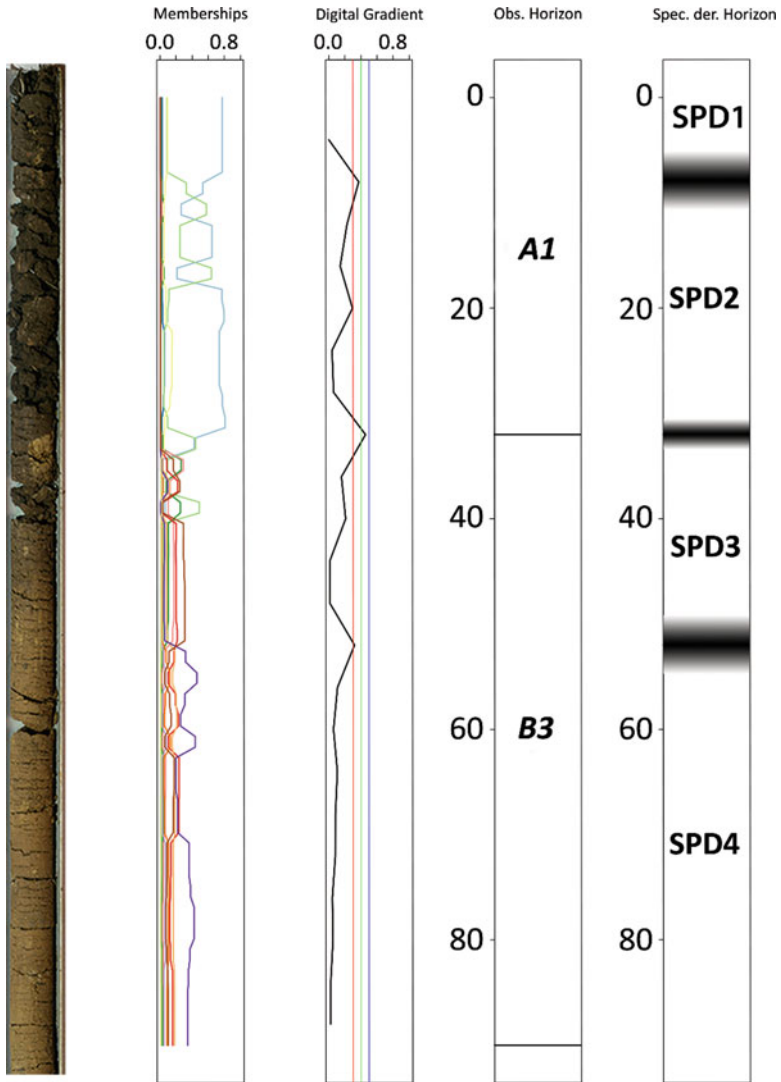 Memberships Digital Gradient Obs. Horizon Spec. der. Horizon
0.0 0.8 0.0 0.8
0 0
SPD1
A1
20 20
SPD2
40 40
SPD3
60 60
B3
SPD4
80 80